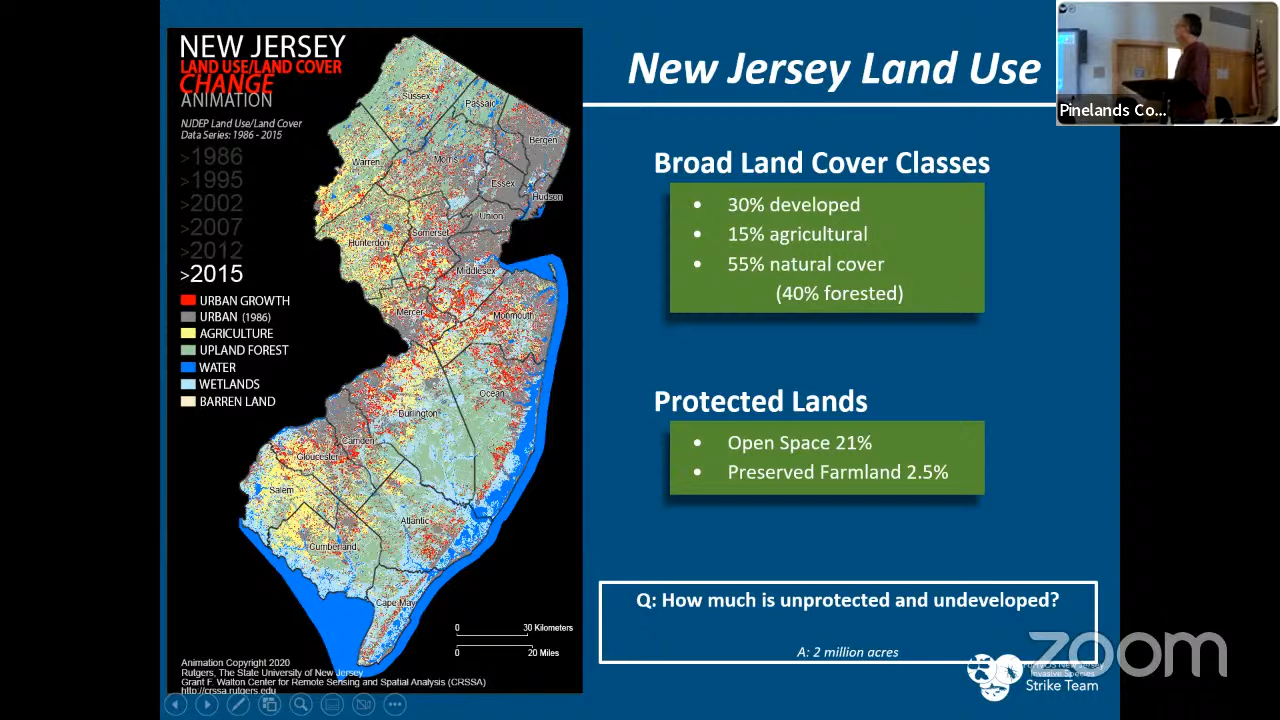 NEW JERSEY
LAND USE/LAND COVER
CHANGE
ANIMATION
NJDEP Land Use/Land Cover
Data Series: 1986 - 2015
>1986
>1995
>2002
>2007
>2012
>2015
URBAN GROWTH
URBAN (1986)
AGRICULTURE
UPLAND FOREST
WATER
WETLANDS
BARREN LAND
Sussex
Passaic
Bergen
Warren
Morris
Essex
Hudson
Union
Hunterdon
Somerset
Middlesex
Mercer
Monmouth
Ocean
Burlington
Camden
Gloucester
Salem
Atlantic
Cumberland
Cape May
0 30 Kilometers
0 20 Miles
Animation Copyright 2020
Rutgers, The State University of New Jersey
Grant F. Walton Center for Remote Sensing and Spatial Analysis (CRSSA)
http://crssa.rutgers.edu
New Jersey Land Use
Broad Land Cover Classes
• 30% developed
• 15% agricultural
• 55% natural cover
(40% forested)
Protected Lands
• Open Space 21%
• Preserved Farmland 2.5%
Q: How much is unprotected and undeveloped?
A: 2 million acres
Invasive Species
Strike Team
zoom
Pinelands Co...